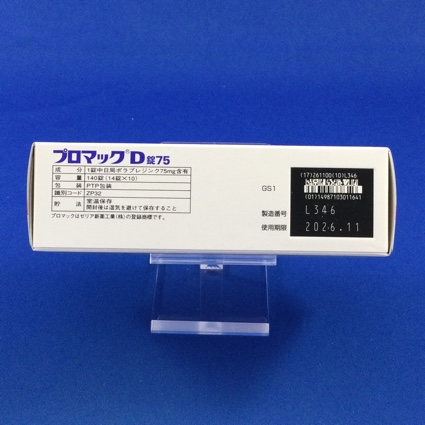 プロマック®D錠75
成分 1錠中日局ポラプレジンク75mg含有
容量 140錠(14錠×10)
包装 PTP包装
識別コード ZP32
貯法 室温保存
開封後は湿気を避けて保存すること
プロマックはゼリア新薬工業(株)の登録商標です。
GS1
(17)261100(10)L346
(01)14987103011641
製造番号 L346
使用期限 2026.11